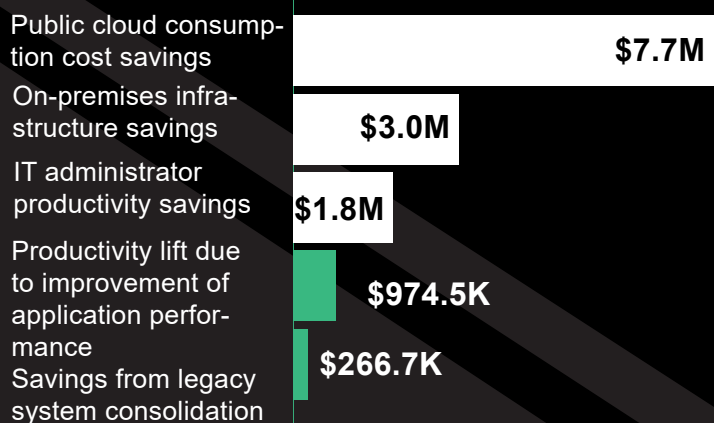 Public cloud consump-
tion cost savings
$7.7M
On-premises infra-
structure savings
$3.0M
IT administrator
productivity savings
$1.8M
Productivity lift due
to improvement of
application perfor-
mance
$974.5K
Savings from legacy
system consolidation
$266.7K